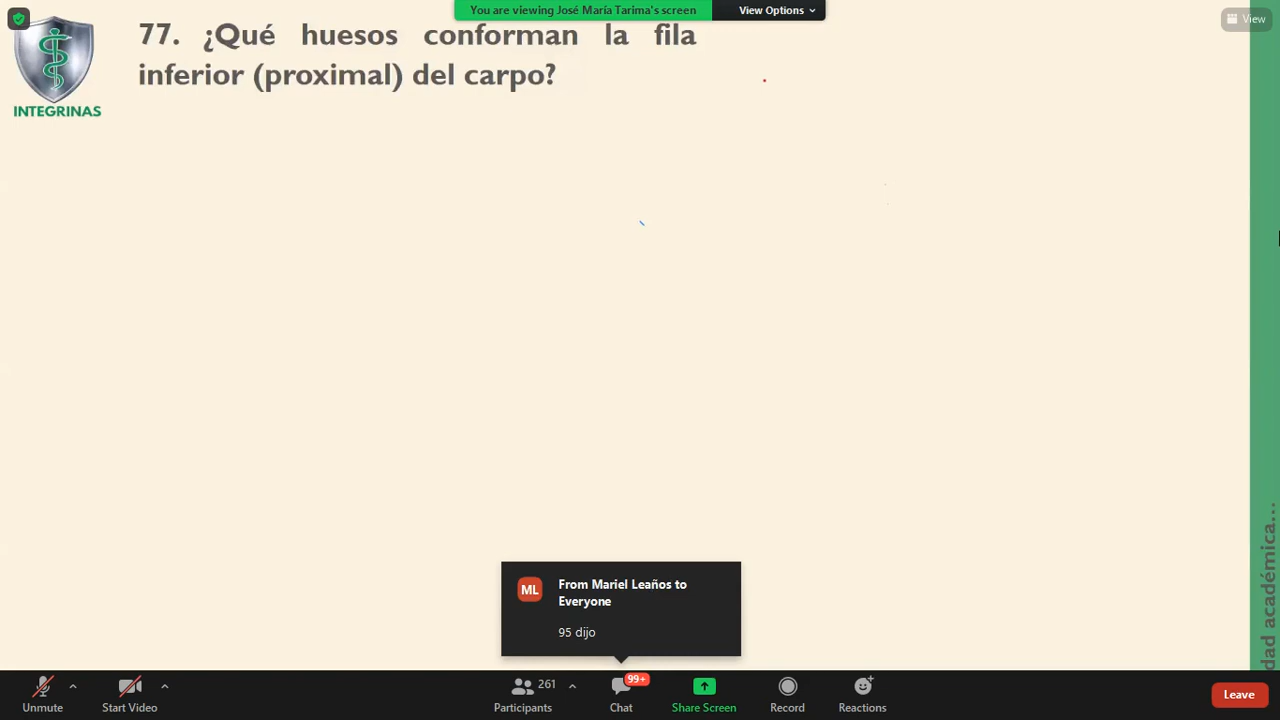 You are viewing José María Tarima's screen
View Options
View
77. ¿Qué huesos conforman la fila
inferior (proximal) del carpo?
INTEGRINAS
dad académica...
From Mariel Leaños to
Everyone
ML
95 dijo
Unmute
Start Video
261
Participants
99+
Chat
Share Screen
Record
Reactions
Leave